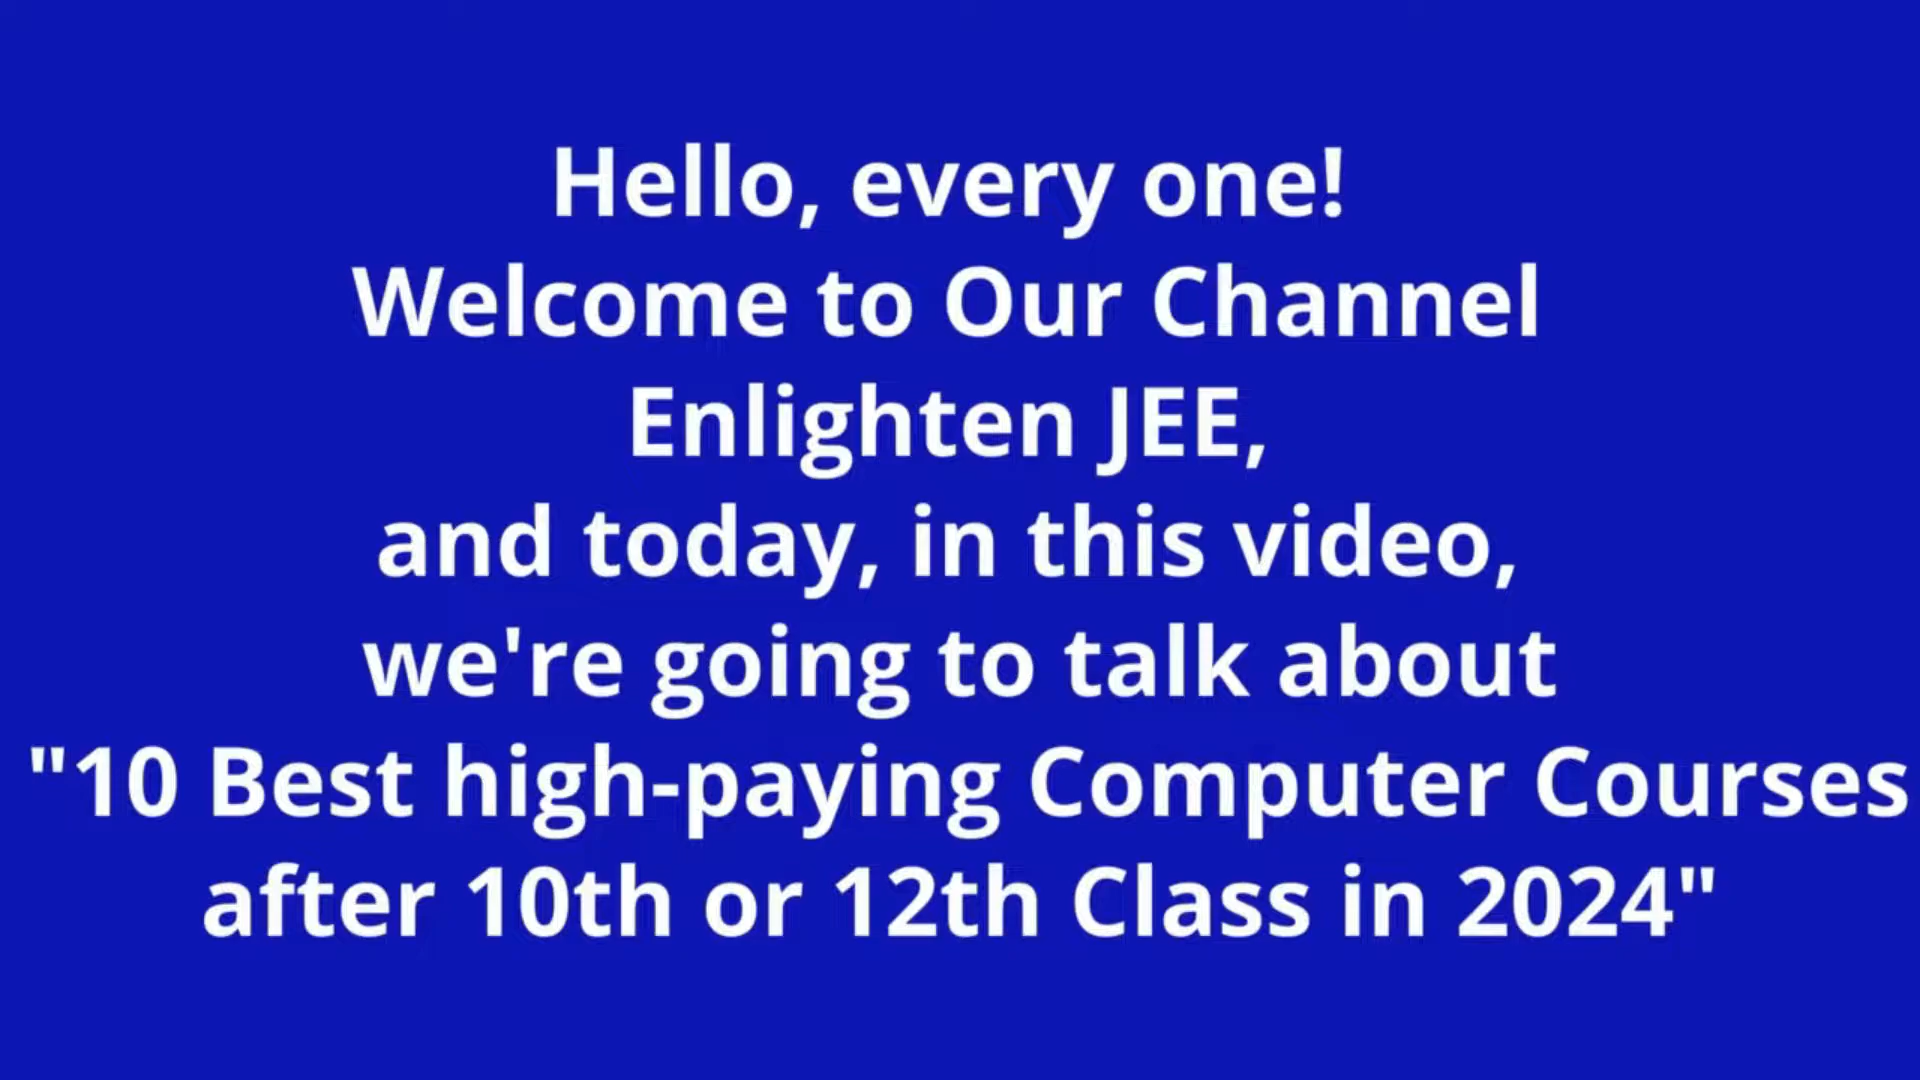 Hello, every one!
Welcome to Our Channel
Enlighten JEE,
and today, in this video,
we're going to talk about
"10 Best high-paying Computer Courses
after 10th or 12th Class in 2024"